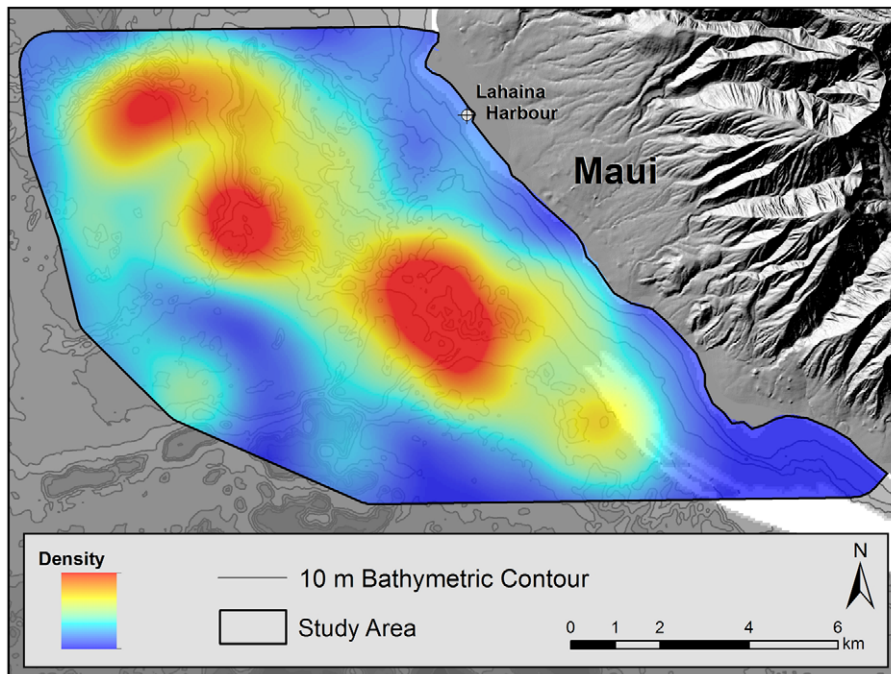 Lahaina
Harbour
Maui
Density
10 m Bathymetric Contour
Study Area
N
0 1 2 4 6
km